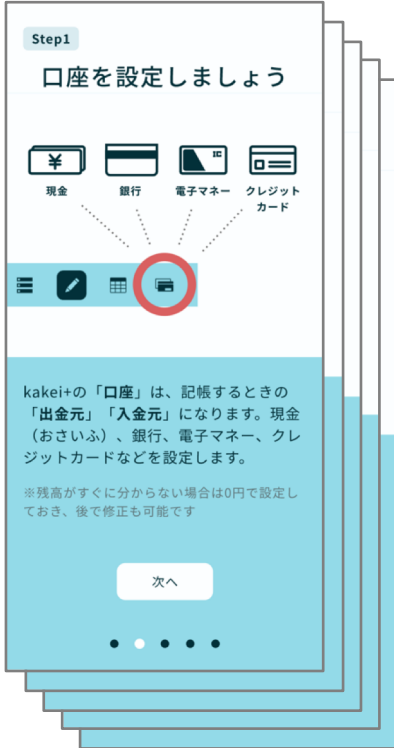 Step1
口座を設定しましょう
¥
IC
現金
銀行
電子マネー
クレジット
カード
kakei+の「口座」は、記帳するときの
「出金元」「入金元」になります。現金
（おさいふ）、銀行、電子マネー、クレ
ジットカードなどを設定します。
※残高がすぐに分からない場合は0円で設定し
ておき、後で修正も可能です
次へ